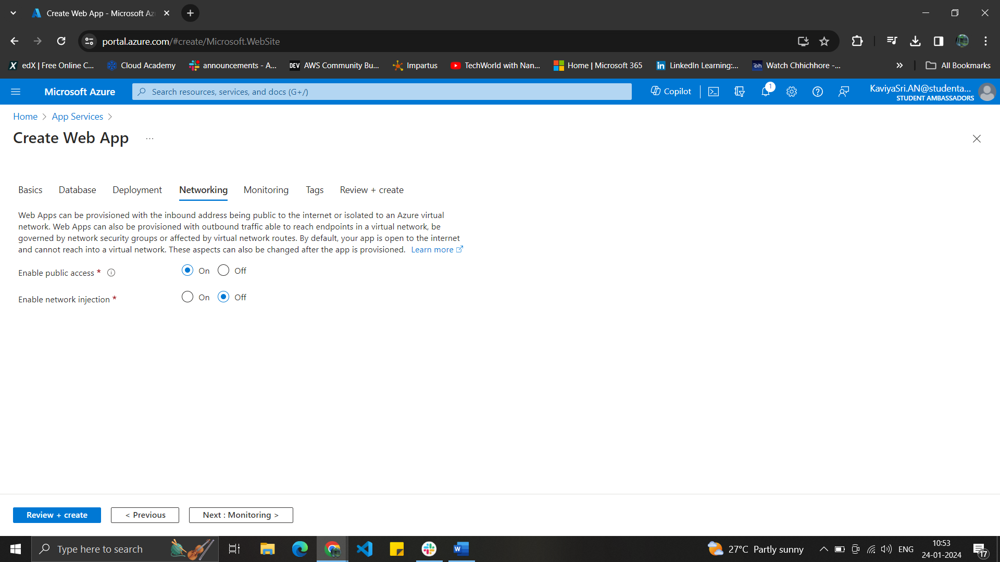 Create Web App - Microsoft Az
portal.azure.com/#create/Microsoft.WebSite
edX | Free Online C...
Cloud Academy
announcements - A...
DEV AWS Community Bu...
Impartus
TechWorld with Nan...
Home | Microsoft 365
in LinkedIn Learning:...
Dh Watch Chhichhore -...
All Bookmarks
Microsoft Azure
Search resources, services, and docs (G+/)
Copilot
1
KaviyaSri.AN@studenta...
STUDENT AMBASSADORS
Home > App Services >
Create Web App ...
Basics
Database
Deployment
Networking
Monitoring
Tags
Review + create
Web Apps can be provisioned with the inbound address being public to the internet or isolated to an Azure virtual
network. Web Apps can also be provisioned with outbound traffic able to reach endpoints in a virtual network, be
governed by network security groups or affected by virtual network routes. By default, your app is open to the internet
and cannot reach into a virtual network. These aspects can also be changed after the app is provisioned. Learn more
Enable public access *
On
Off
Enable network injection *
On
Off
Review + create
< Previous
Next : Monitoring >
Type here to search
27°C Partly sunny
ENG
10:53
24-01-2024
17